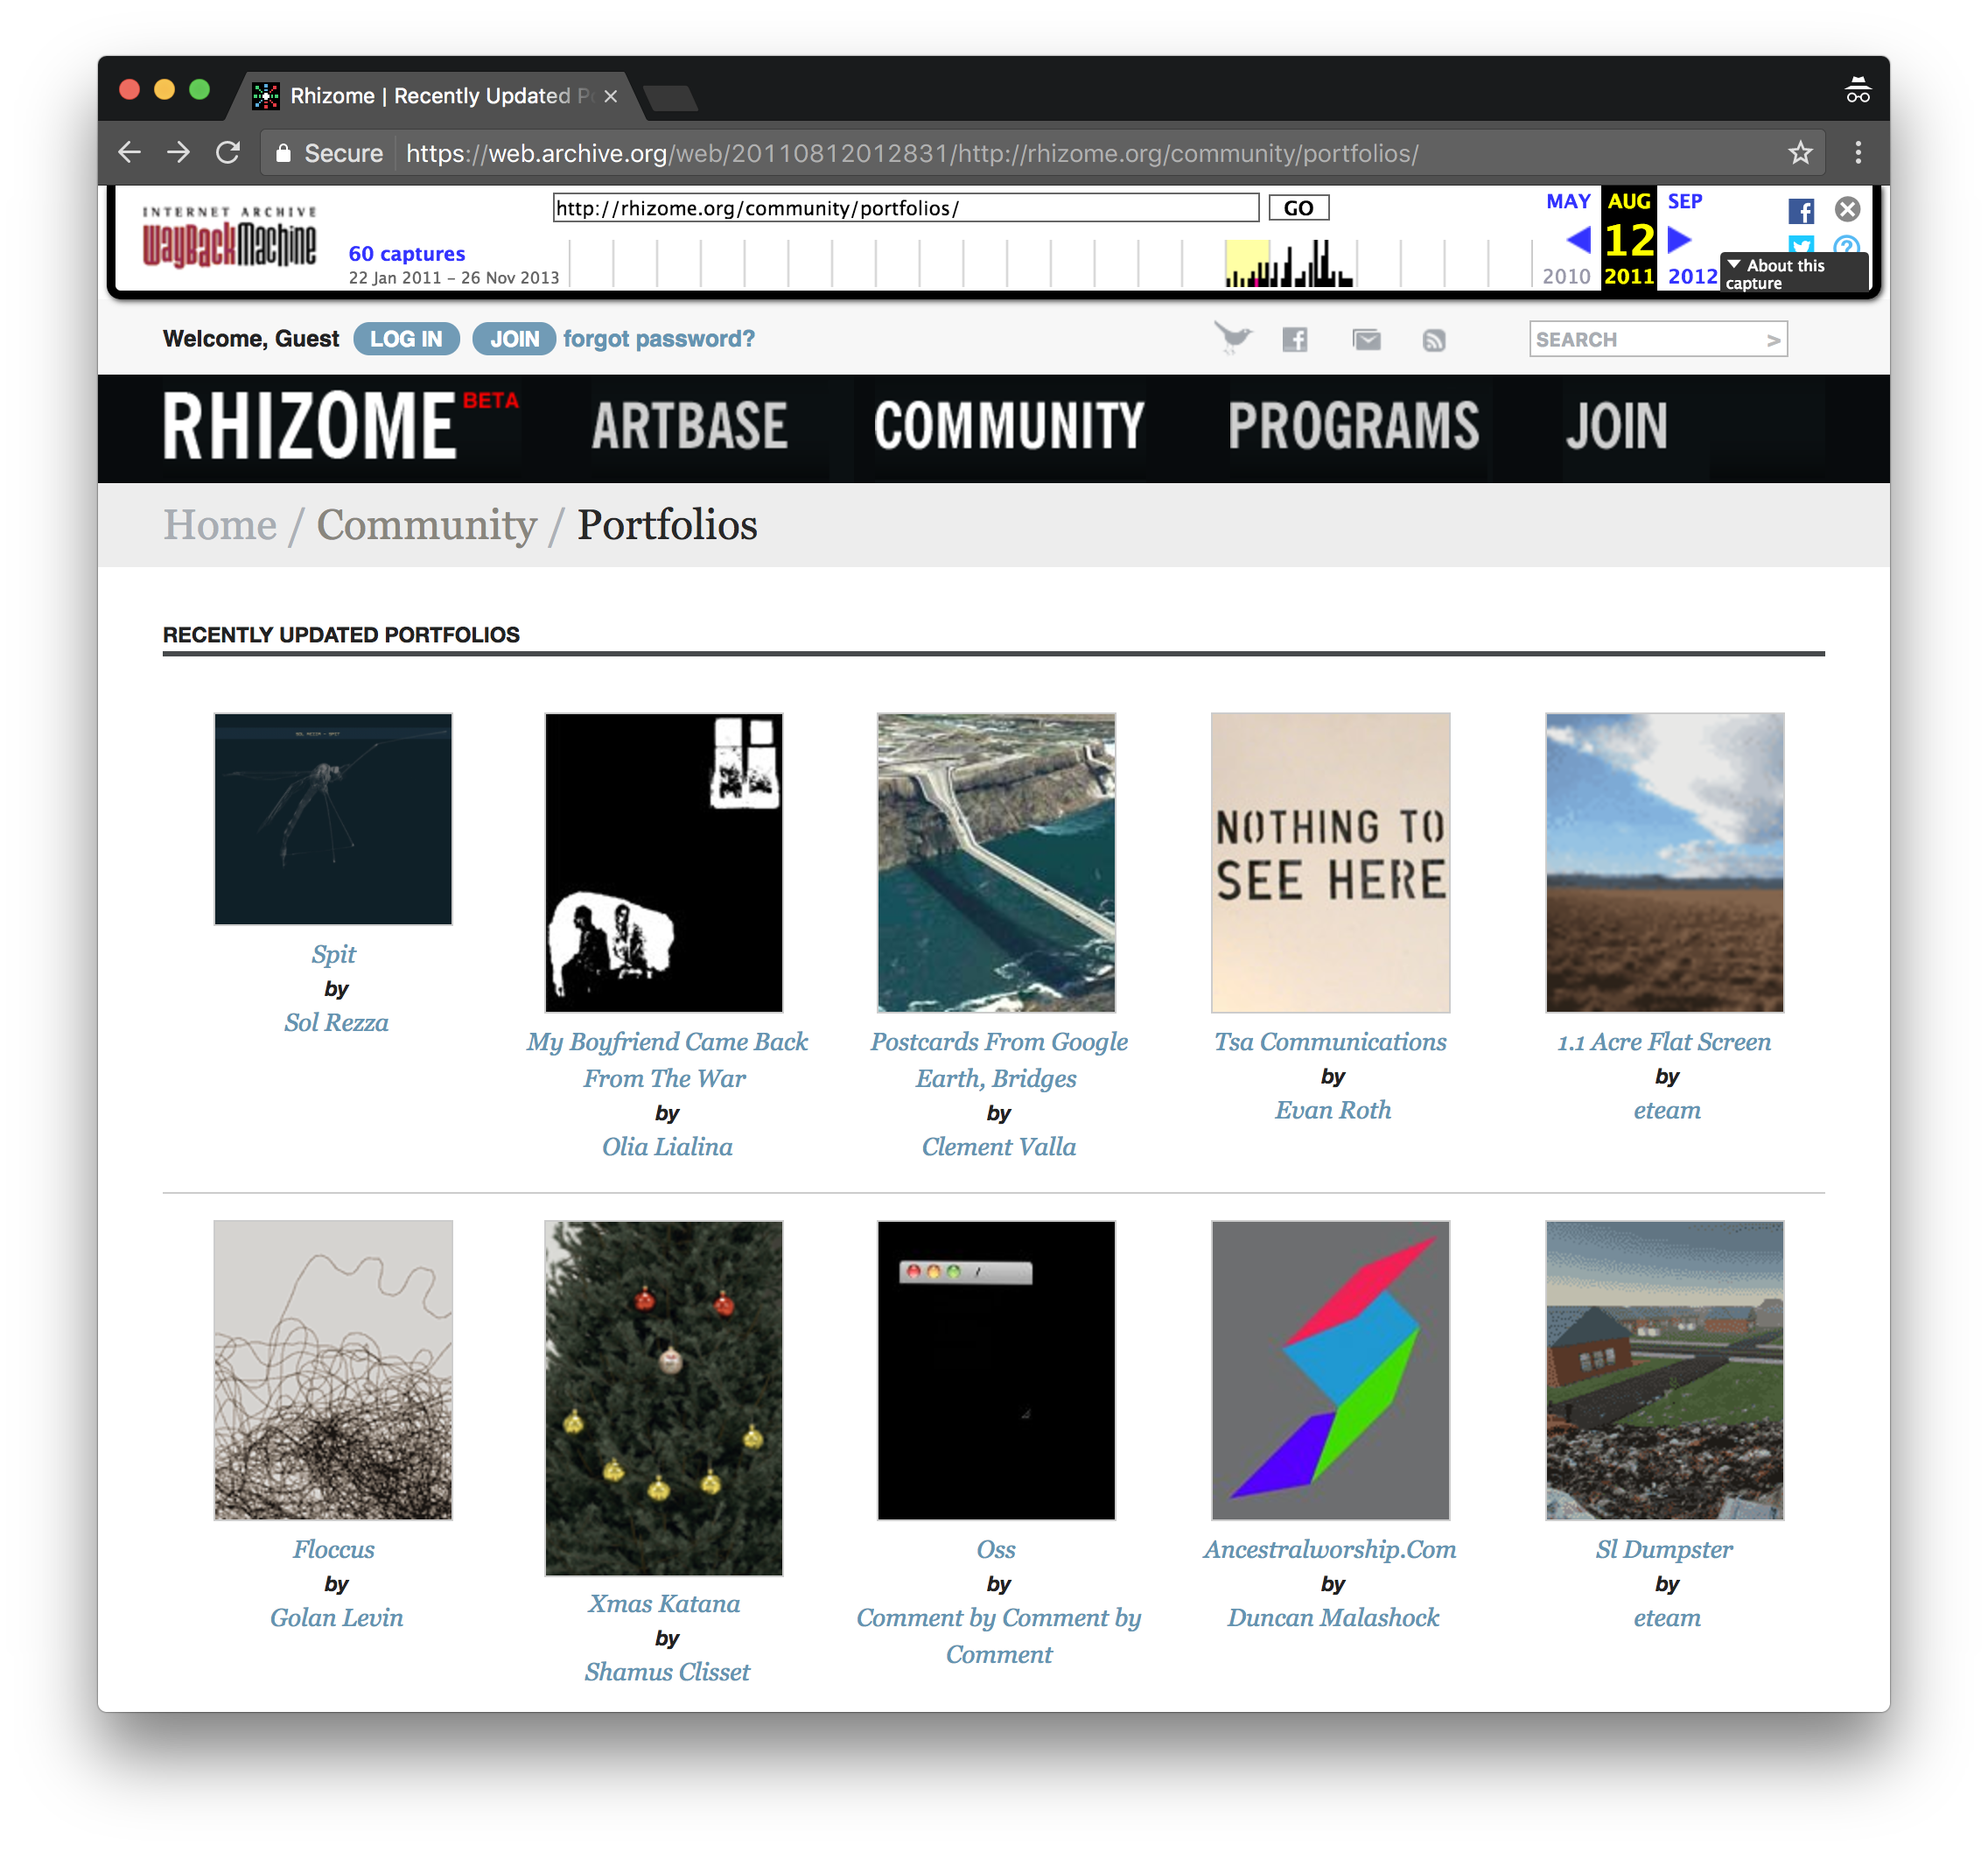 Rhizome | Recently Updated P
Secure https://web.archive.org/web/20110812012831/http://rhizome.org/community/portfolios/
INTERNET ARCHIVE
WayBackMachine
http://rhizome.org/community/portfolios/ GO
60 captures
22 Jan 2011 – 26 Nov 2013
MAY AUG SEP
12
2010 2011 2012
About this
capture
Welcome, Guest LOG IN JOIN forgot password?
SEARCH >
RHIZOME BETA ARTBASE COMMUNITY PROGRAMS JOIN
Home / Community / Portfolios
RECENTLY UPDATED PORTFOLIOS
SOL REZZA - SPIT
Spit
by
Sol Rezza
My Boyfriend Came Back
From The War
by
Olia Lialina
Postcards From Google
Earth, Bridges
by
Clement Valla
NOTHING TO
SEE HERE
Tsa Communications
by
Evan Roth
1.1 Acre Flat Screen
by
eteam
Floccus
by
Golan Levin
Xmas Katana
by
Shamus Clisset
Oss
by
Comment by Comment by
Comment
Ancestralworship.Com
by
Duncan Malashock
Sl Dumpster
by
eteam